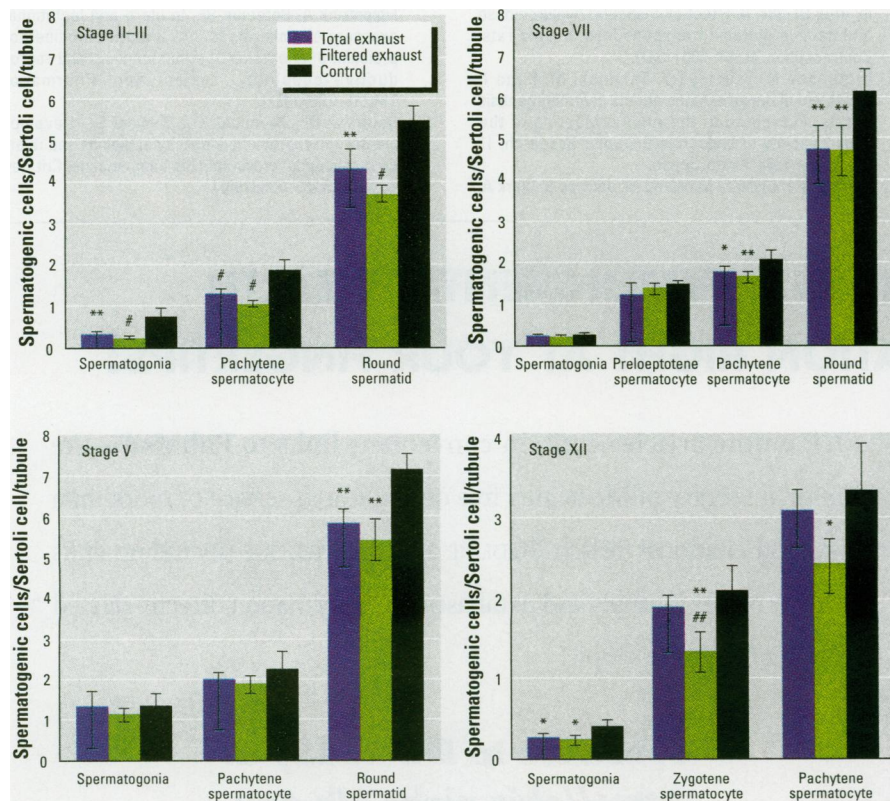 Spermatogenic cells/Sertoli cell/tubule
8
7
6
5
4
3
2
1
0
Stage II–III
Total exhaust
Filtered exhaust
Control
**
#
#
#
**
#
Spermatogonia
Pachytene
spermatocyte
Round
spermatid
Spermatogenic cells/Sertoli cell/tubule
8
7
6
5
4
3
2
1
0
Stage VII
*
**
**
**
Spermatogonia
Preloeptotene
spermatocyte
Pachytene
spermatocyte
Round
spermatid
Spermatogenic cells/Sertoli cell/tubule
8
7
6
5
4
3
2
1
0
Stage V
**
**
Spermatogonia
Pachytene
spermatocyte
Round
spermatid
Spermatogenic cells/Sertoli cell/tubule
4
3
2
1
0
Stage XII
*
*
**
##
*
Spermatogonia
Zygotene
spermatocyte
Pachytene
spermatocyte